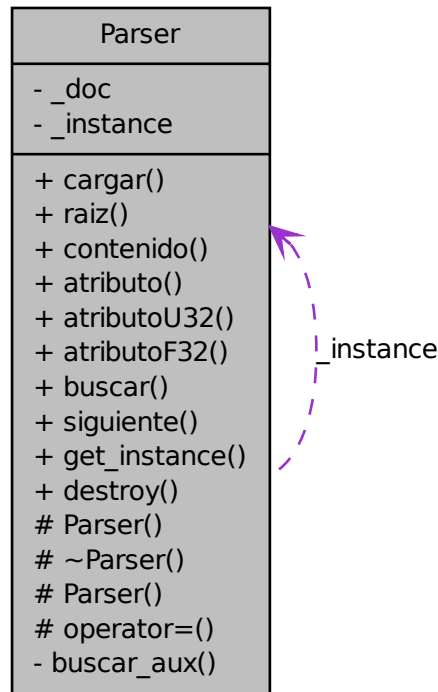 Parser
- _doc
- _instance
+ cargar()
+ raiz()
+ contenido()
+ atributo()
+ atributoU32()
+ atributoF32()
+ buscar()
+ siguiente()
+ get_instance()
+ destroy()
# Parser()
# ~Parser()
# Parser()
# operator=()
- buscar_aux()
_instance